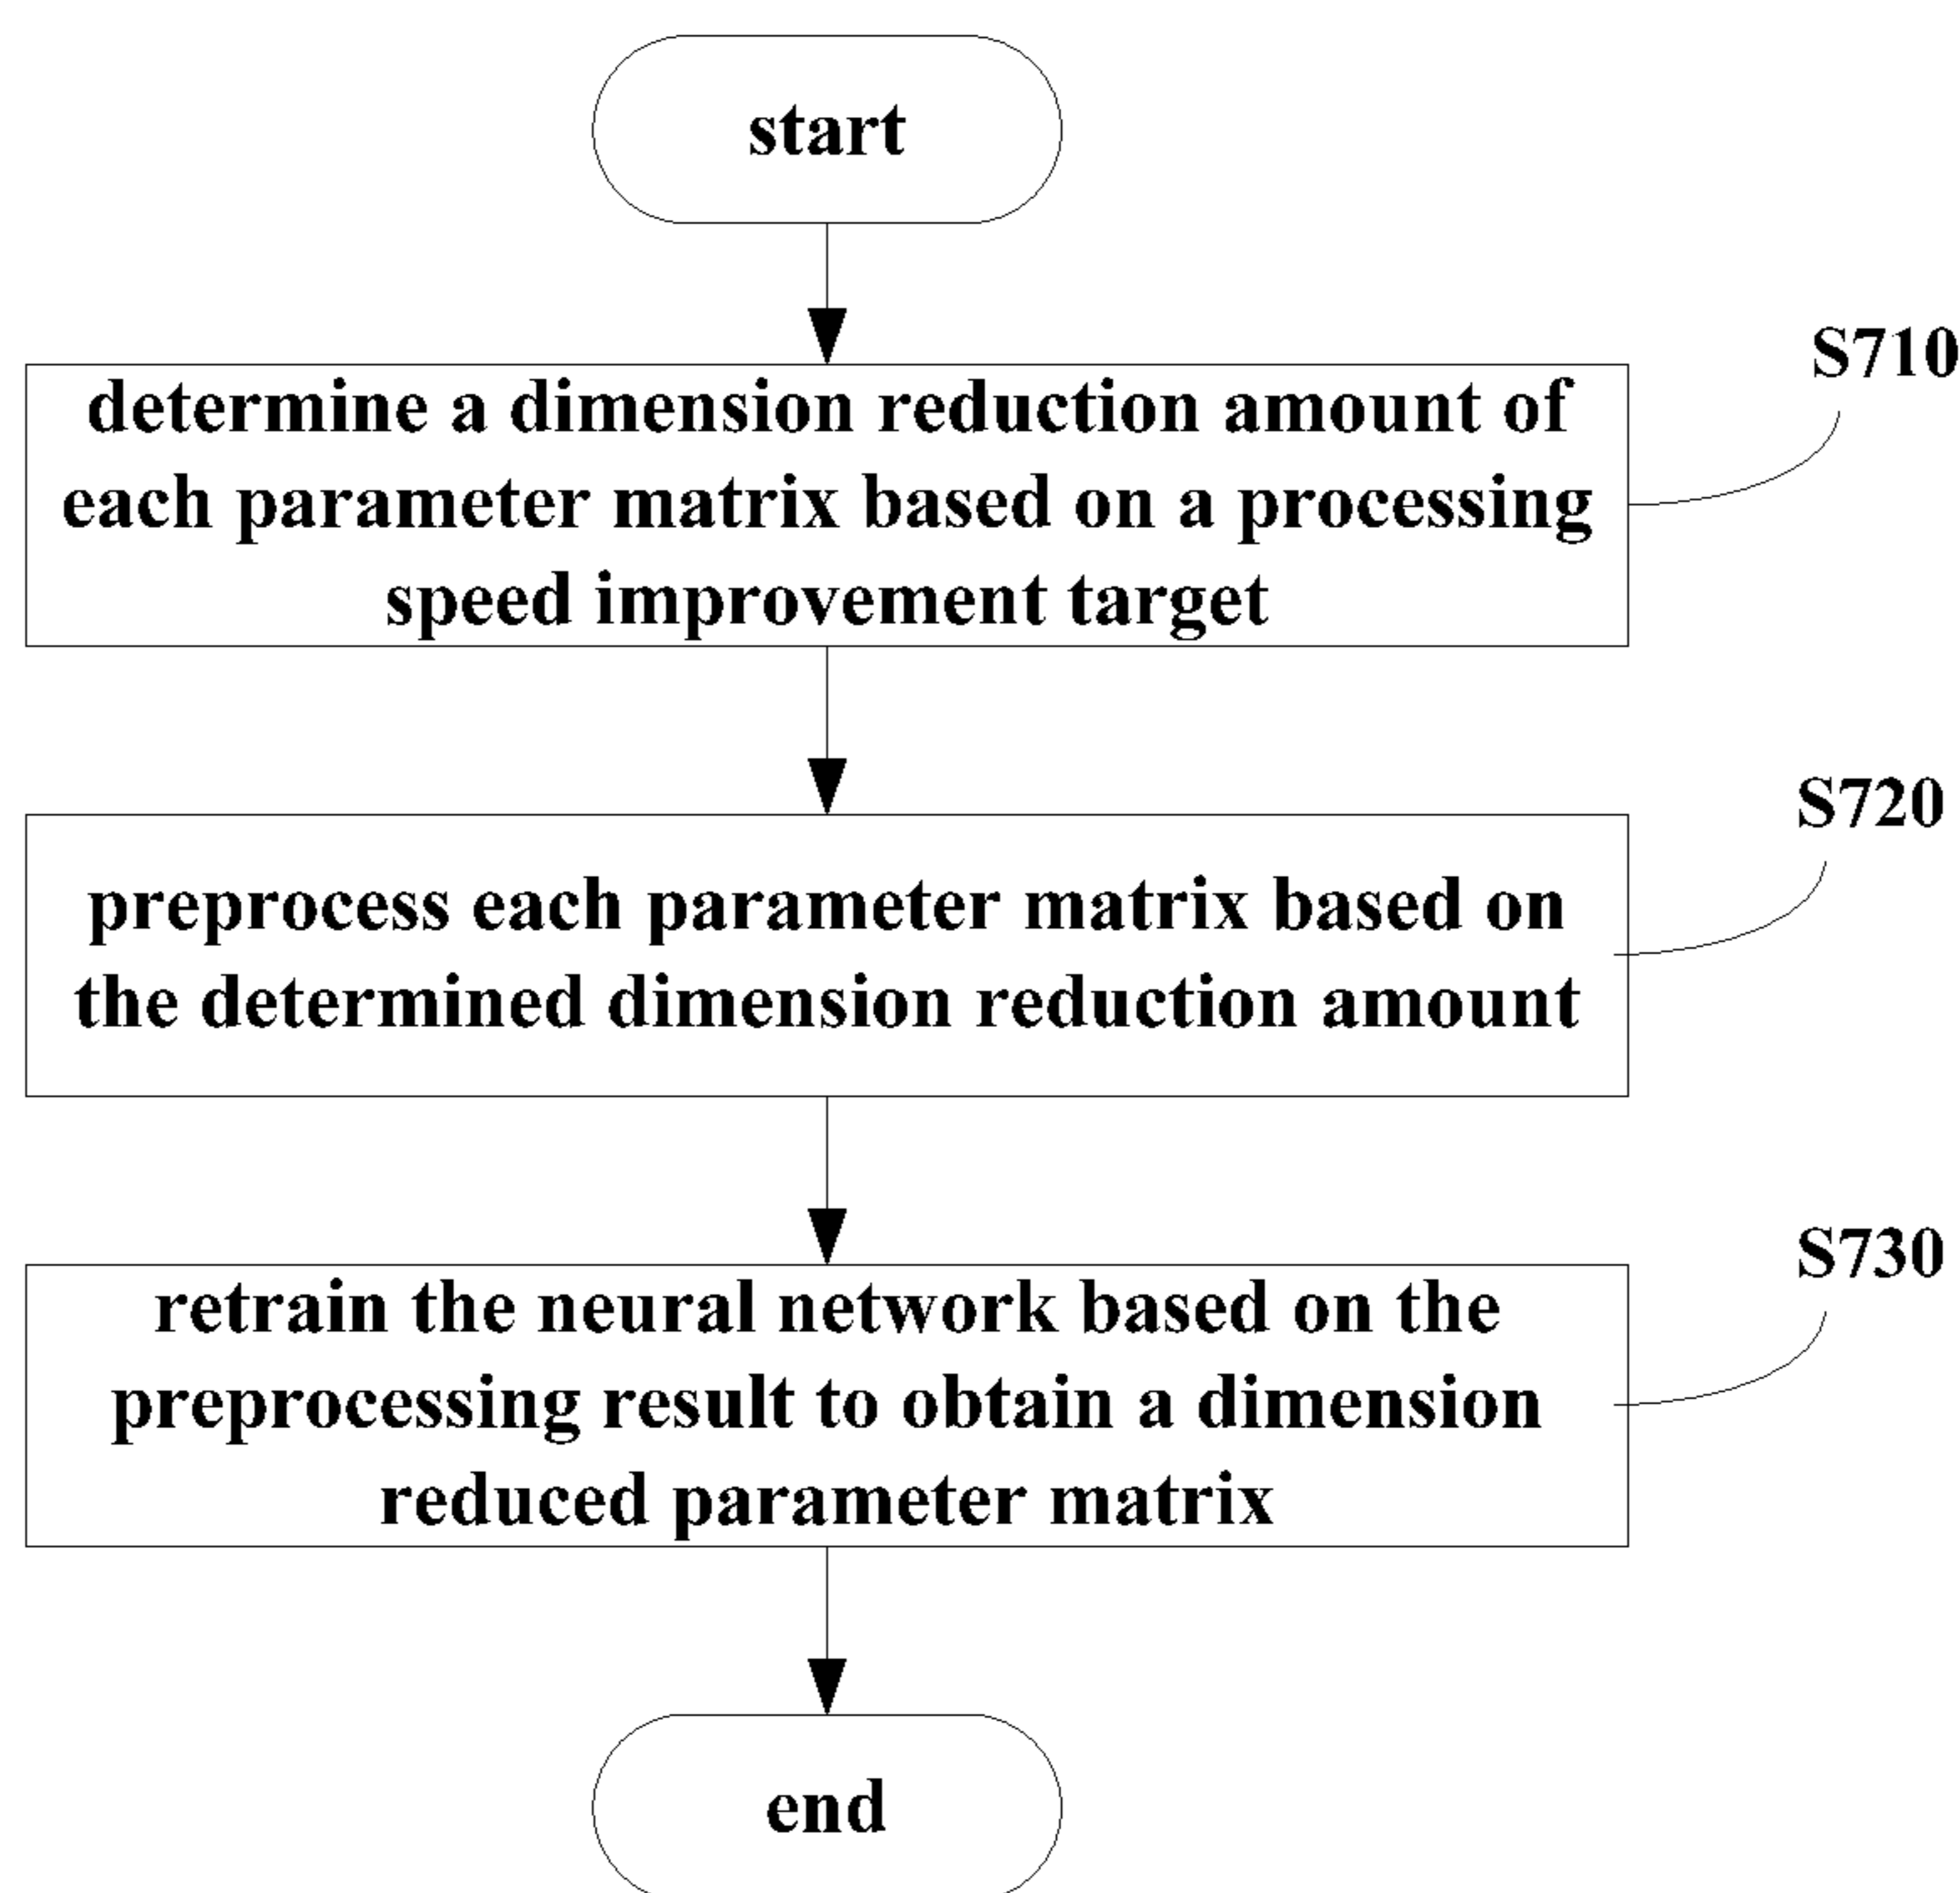 start
S710
determine a dimension reduction amount of
each parameter matrix based on a processing
speed improvement target
S720
preprocess each parameter matrix based on
the determined dimension reduction amount
S730
retrain the neural network based on the
preprocessing result to obtain a dimension
reduced parameter matrix
end